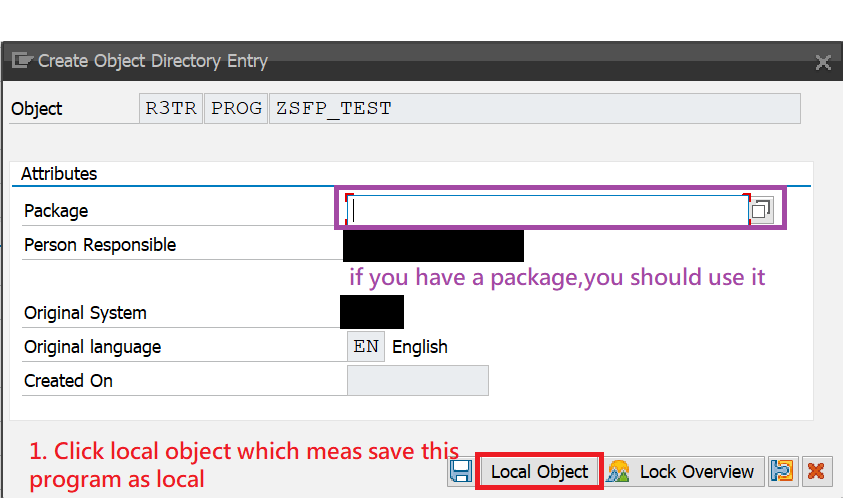 Create Object Directory Entry
Object R3TR PROG ZSFP_TEST
Attributes
Package
Person Responsible
if you have a package,you should use it
Original System
Original language EN English
Created On
1. Click local object which meas save this
program as local
Local Object Lock Overview